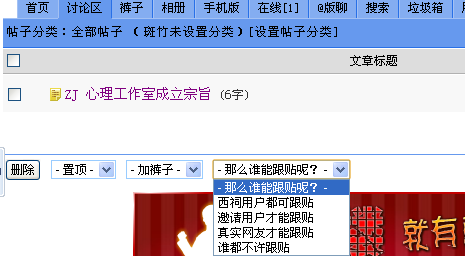 首页 讨论区 裤子 相册 手机版 在线[1] @版聊 搜索 垃圾箱
帖子分类：全部帖子 （斑竹未设置分类）[设置帖子分类]
文章标题
ZJ 心理工作室成立宗旨 (6字)
删除 - 置顶 - - 加裤子 - - 那么谁能跟贴呢？ -
- 那么谁能跟贴呢？ -
西祠用户都可跟贴
邀请用户才能跟贴
真实网友才能跟贴
谁都不许跟贴
就有